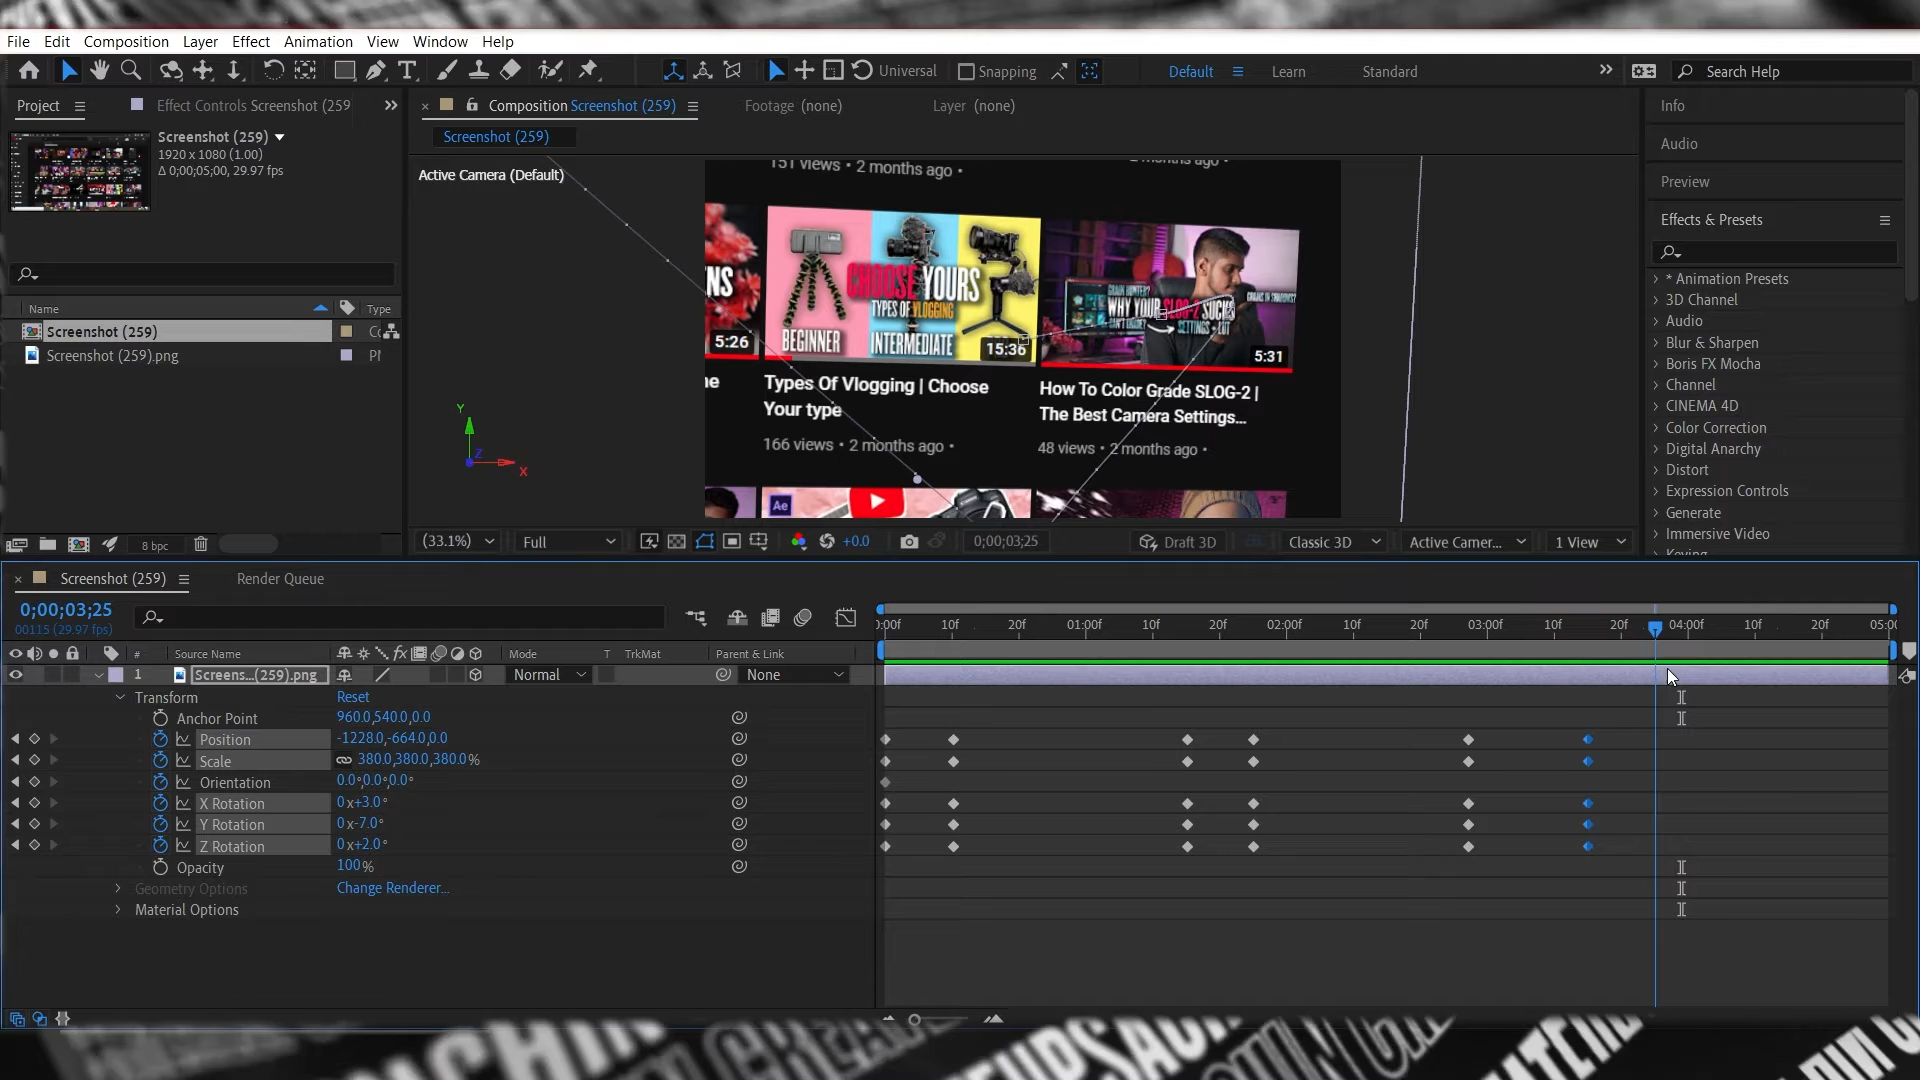 File Edit Composition Layer Effect Animation View Window Help
Universal Snapping Default Learn Standard Search Help
Project Effect Controls Screenshot (259 Composition Screenshot (259) Footage (none) Layer (none) Info
Screenshot (259)
1920 x 1080 (1.00)
Δ 0;00;05;00, 29.97 fps
Screenshot (259)
Active Camera (Default)
Audio
Preview
Effects & Presets
Name Type
Screenshot (259)
Screenshot (259).png
151 views • 2 months ago •
CHOOSE YOURS
TYPES OF VLOGGING
BEGINNER INTERMEDIATE
5:26 15:36
WHY YOUR SLOG-2 SUCKS
SETTINGS + LUT
5:31
Types Of Vlogging | Choose
Your type
166 views • 2 months ago •
How To Color Grade SLOG-2 |
The Best Camera Settings...
48 views • 2 months ago •
Ae
Y
Z
X
* Animation Presets
3D Channel
Audio
Blur & Sharpen
Boris FX Mocha
Channel
CINEMA 4D
Color Correction
Digital Anarchy
Distort
Expression Controls
Generate
Immersive Video
Keying
8 bpc (33.1%) Full +0.0 0;00;03;25 Draft 3D Classic 3D Active Camer... 1 View
Screenshot (259) Render Queue
0;00;03;25
00115 (29.97 fps)
0:00f 10f 20f 01:00f 10f 20f 02:00f 10f 20f 03:00f 10f 20f 04:00f 10f 20f 05:00
# Source Name Mode T TrkMat Parent & Link
1 Screens...(259).png Normal None
Transform Reset
Anchor Point 960.0,540.0,0.0
Position -1228.0,-664.0,0.0
Scale 380.0,380.0,380.0%
Orientation 0.0°,0.0°,0.0°
X Rotation 0x+3.0°
Y Rotation 0x-7.0°
Z Rotation 0x+2.0°
Opacity 100%
Geometry Options Change Renderer...
Material Options